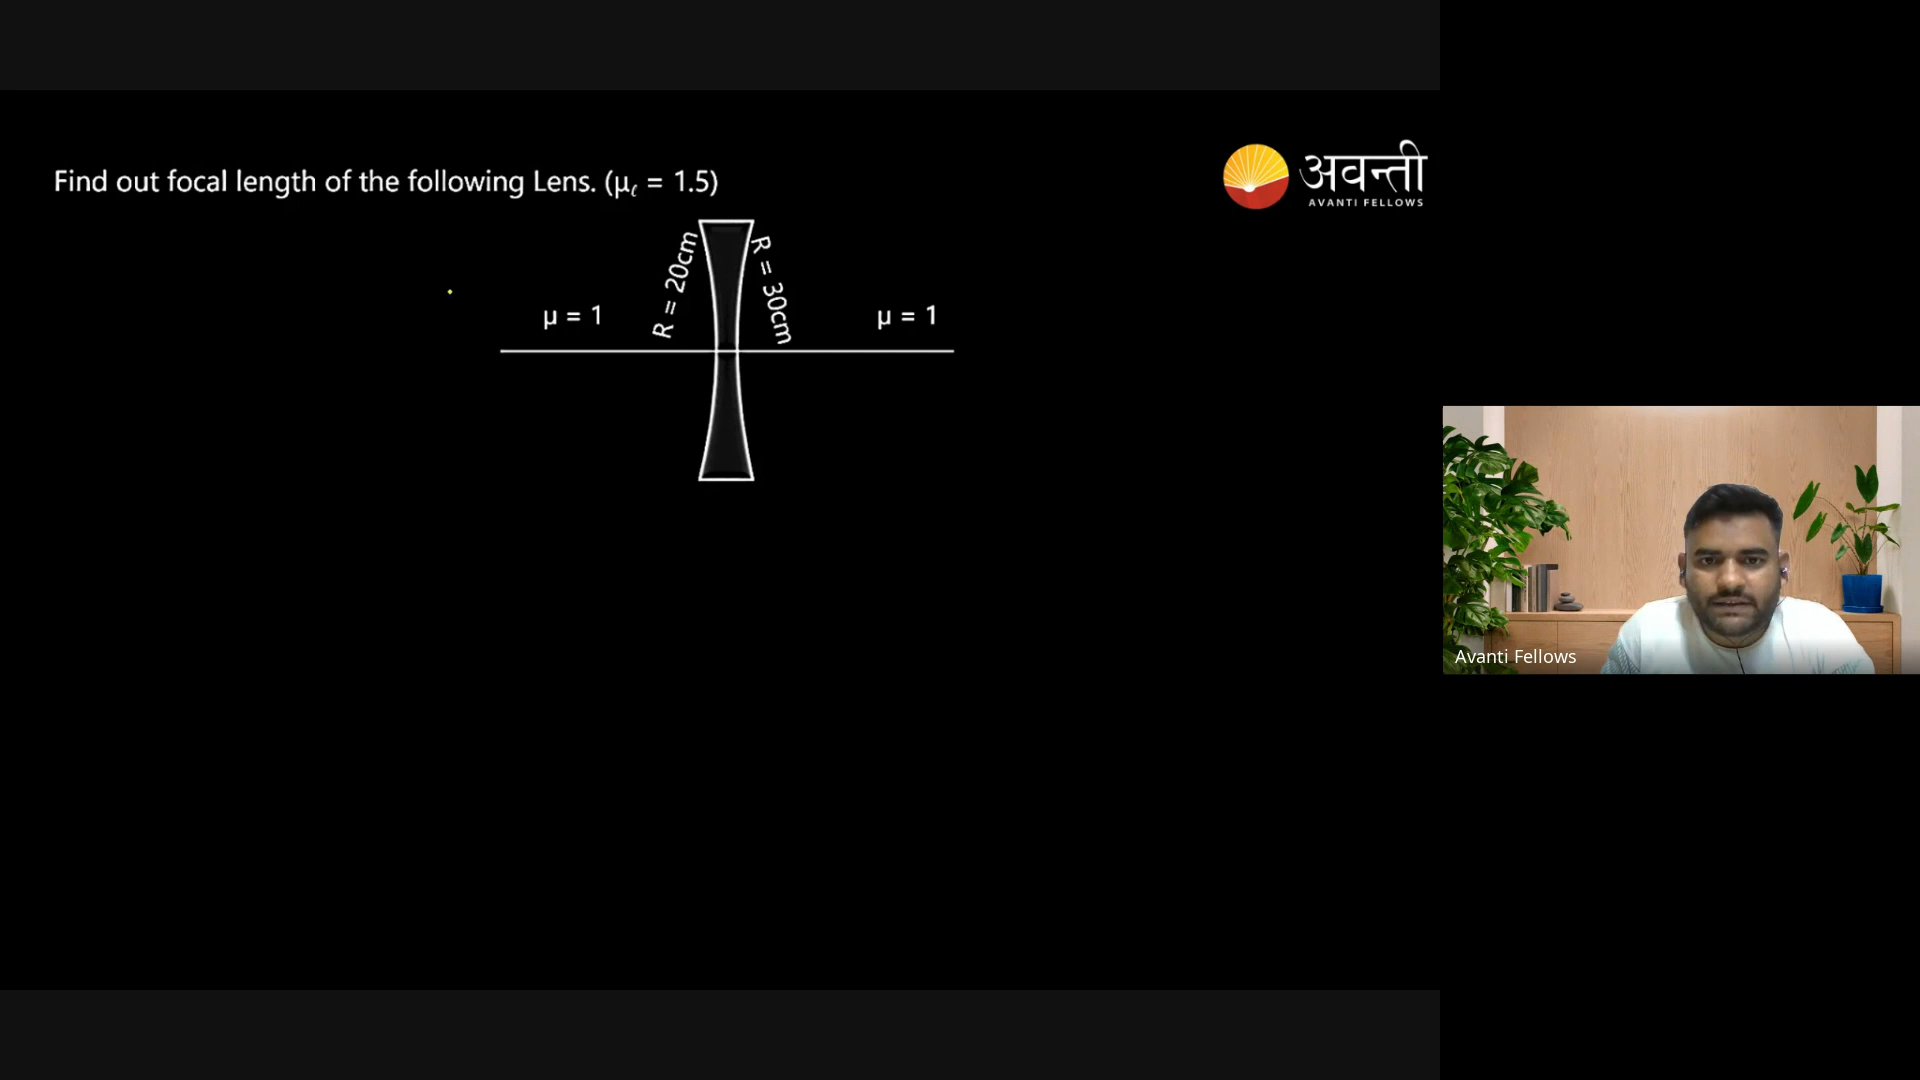 Find out focal length of the following Lens. (μℓ = 1.5)
अवन्ती
AVANTI FELLOWS
R = 20cm
R = 30cm
μ = 1
μ = 1
Avanti Fellows